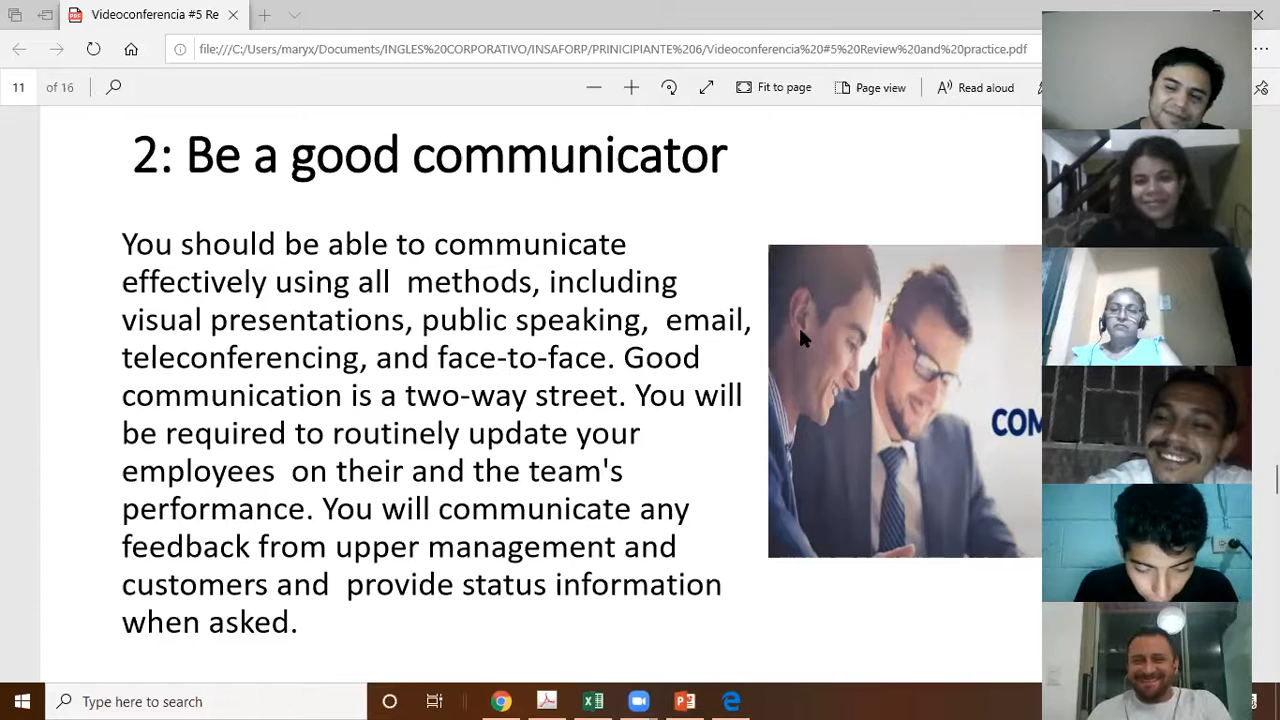 Videoconferencia #5 Re
file:///C:/Users/maryx/Documents/INGLES%20CORPORATIVO/INSAFORP/PRINICIPIANTE%206/Videoconferencia%20#5%20Review%20and%20practice.pdf
11 of 16
Fit to page
Page view
Read aloud
2: Be a good communicator
You should be able to communicate
effectively using all methods, including
visual presentations, public speaking, email,
teleconferencing, and face-to-face. Good
communication is a two-way street. You will
be required to routinely update your
employees on their and the team's
performance. You will communicate any
feedback from upper management and
customers and provide status information
when asked.
COM
Type here to search